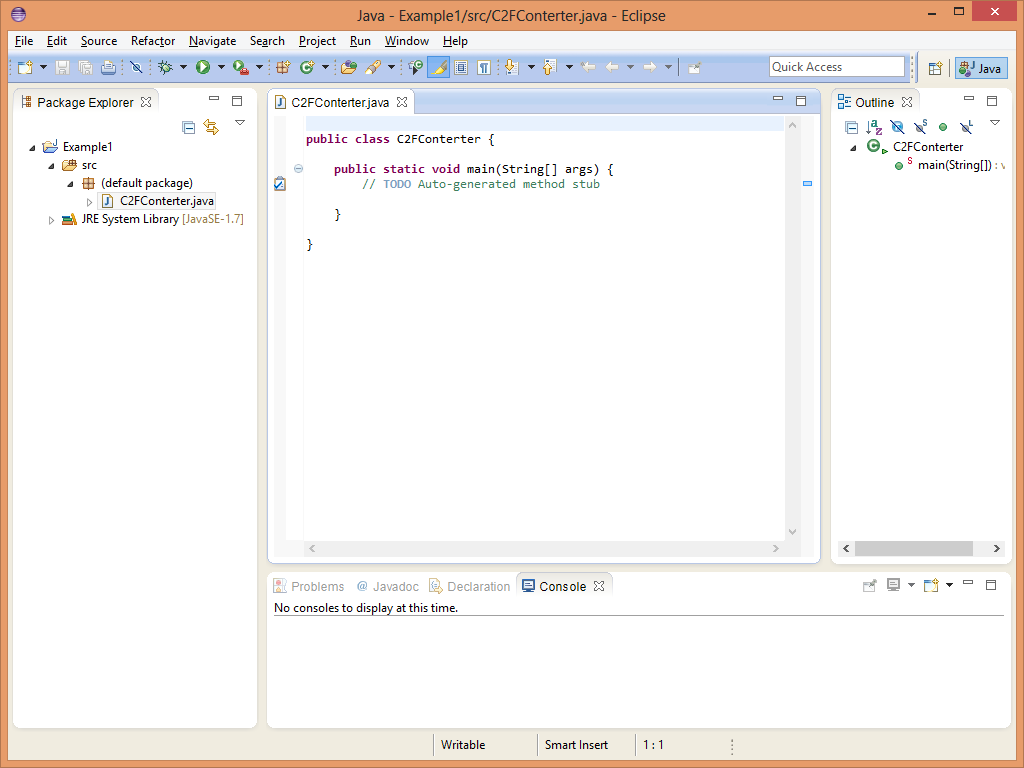 Java - Example1/src/C2FConterter.java - Eclipse
File Edit Source Refactor Navigate Search Project Run Window Help
Quick Access
Java
Package Explorer
Example1
src
(default package)
C2FConterter.java
JRE System Library [JavaSE-1.7]
C2FConterter.java
public class C2FConterter {
public static void main(String[] args) {
// TODO Auto-generated method stub
}
}
Outline
C2FConterter
main(String[]) : v
Problems @ Javadoc Declaration Console
No consoles to display at this time.
Writable Smart Insert 1 : 1